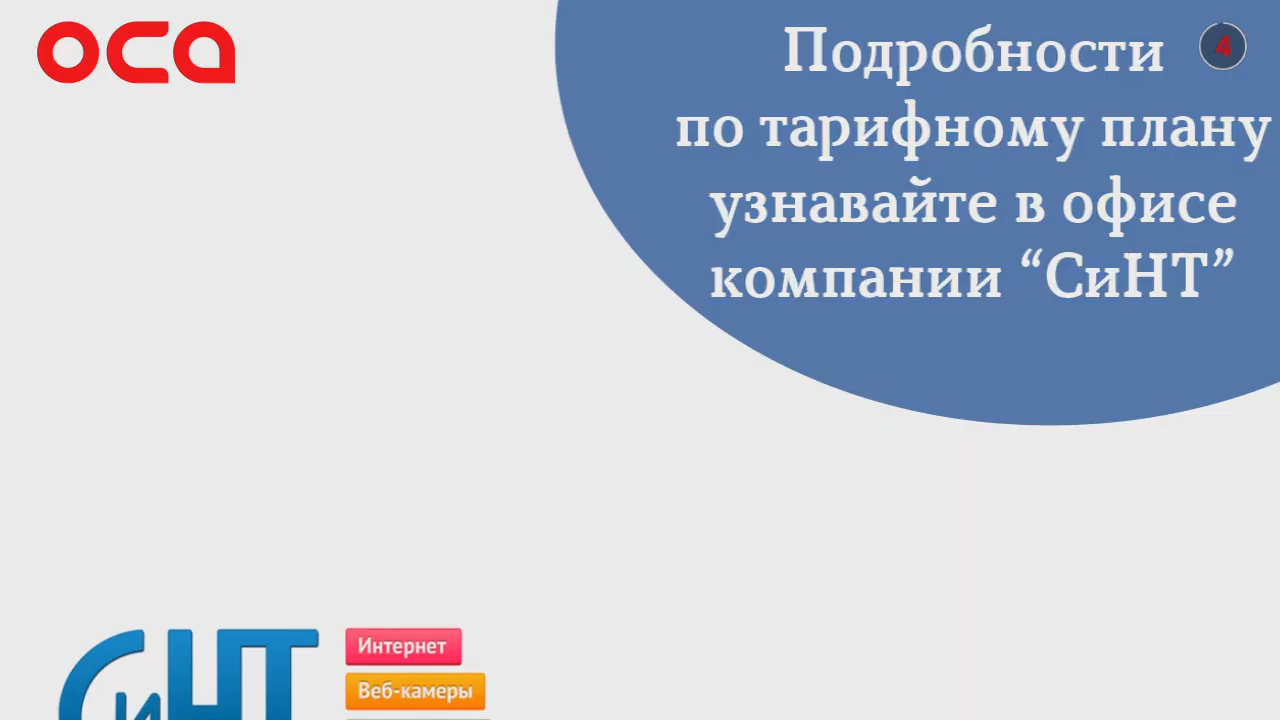 оса
4
Подробности
по тарифному плану
узнавайте в офисе
компании “СиНТ”
СиНТ
Интернет
Веб-камеры